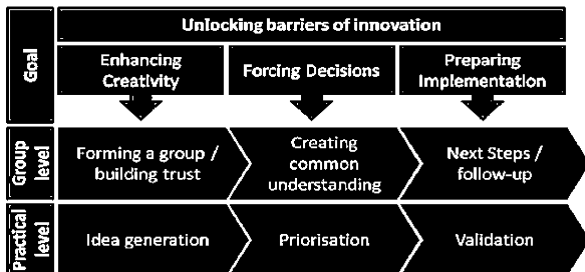 Goal
Unlocking barriers of innovation
Enhancing
Creativity
Forcing Decisions
Preparing
Implementation
Group
level
Forming a group /
building trust
Creating
common
understanding
Next Steps /
follow-up
Practical
level
Idea generation
Priorisation
Validation